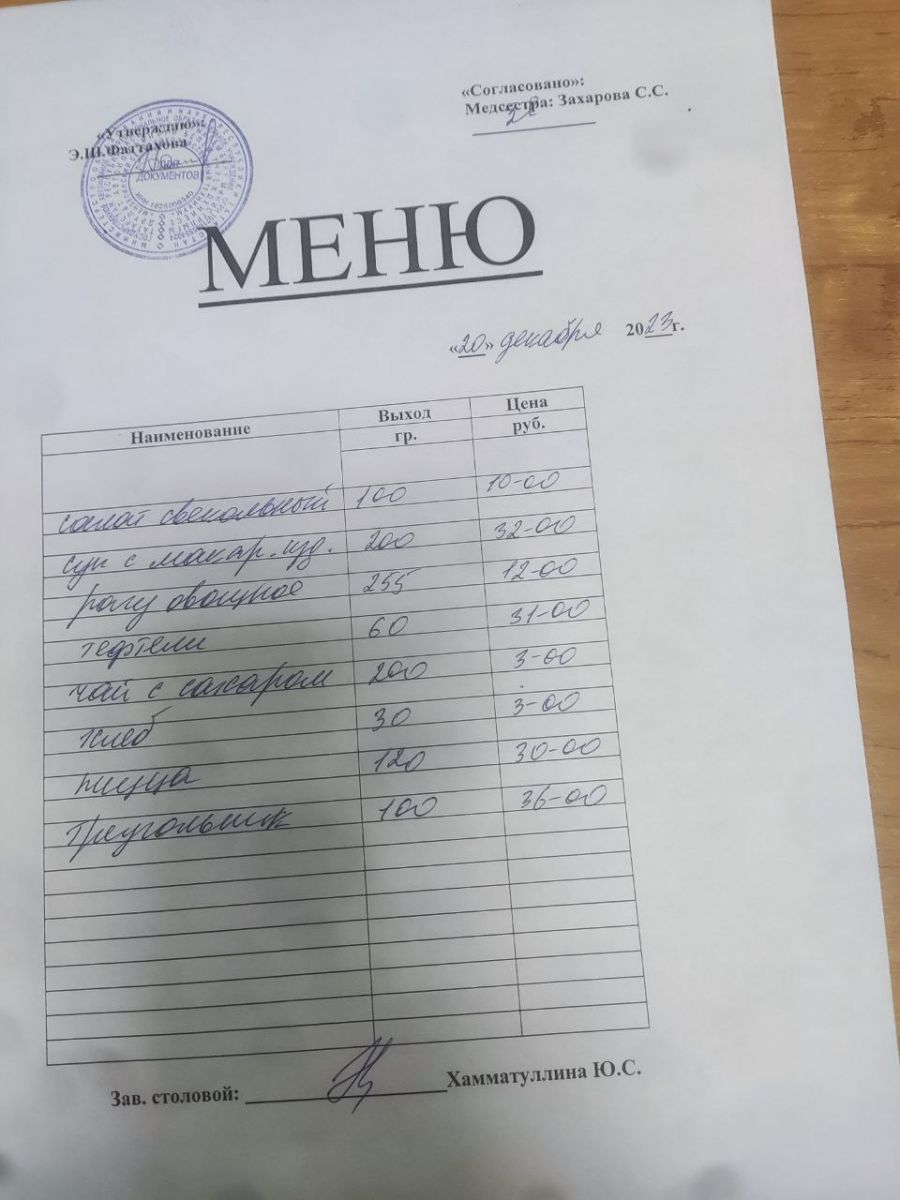 «Согласовано»:
Медсестра: Захарова С.С.
«Утверждаю»:
Э.Ш.Фаттахова
ДОКУМЕНТОВ
МЕНЮ
«20» декабря 2023г.
Наименование Выход гр. Цена руб.
салат свекольный 100 10-00
суп с макар. изд. 200 32-00
рагу овощное 255 12-00
тефтели 60 31-00
чай с сахаром 200 3-00
хлеб 30 3-00
пицца 120 30-00
треугольник 100 36-00
Зав. столовой: Хамматуллина Ю.С.